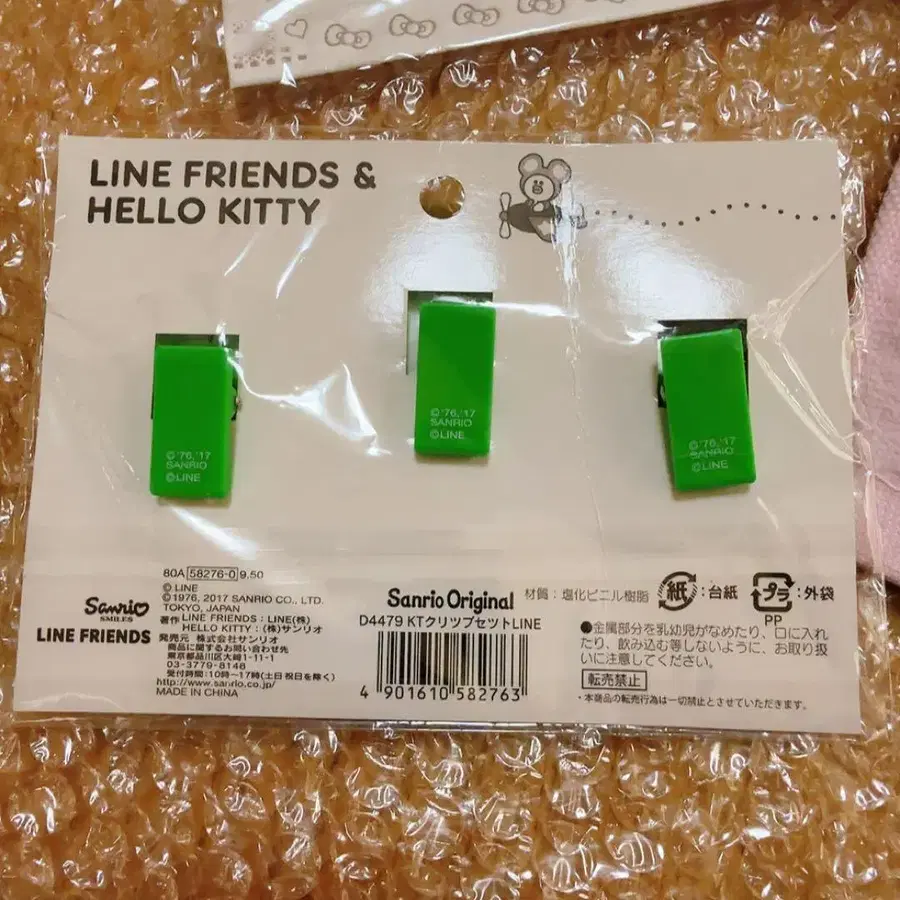 LINE FRIENDS &
HELLO KITTY
© '76, '17
SANRIO
© LINE
© '76, '17
SANRIO
© LINE
© '76, '17
SANRIO
© LINE
80A 58276-0 9.50
© LINE
©1976, 2017 SANRIO CO., LTD.
TOKYO, JAPAN
著作 LINE FRIENDS:LINE(株)
HELLO KITTY:(株)サンリオ
発売元 株式会社サンリオ
商品に関するお問い合わせ先
東京都品川区大崎1-11-1
03-3779-8148
受付時間:10時~17時(土日祝日を除く)
http://www.sanrio.co.jp/
MADE IN CHINA
Sanrio
SMILES
LINE FRIENDS
Sanrio Original
D4479 KTクリツプセツトLINE
4 901610 582763
材質:塩化ビニル樹脂
紙:台紙
プラ:外袋
PP
●金属部分を乳幼児がなめたり、口に入れ
たり、飲み込む等しないように、お取り扱
いに注意してください。
転売禁止
・本商品の転売行為は一切禁止とさせていただきます。